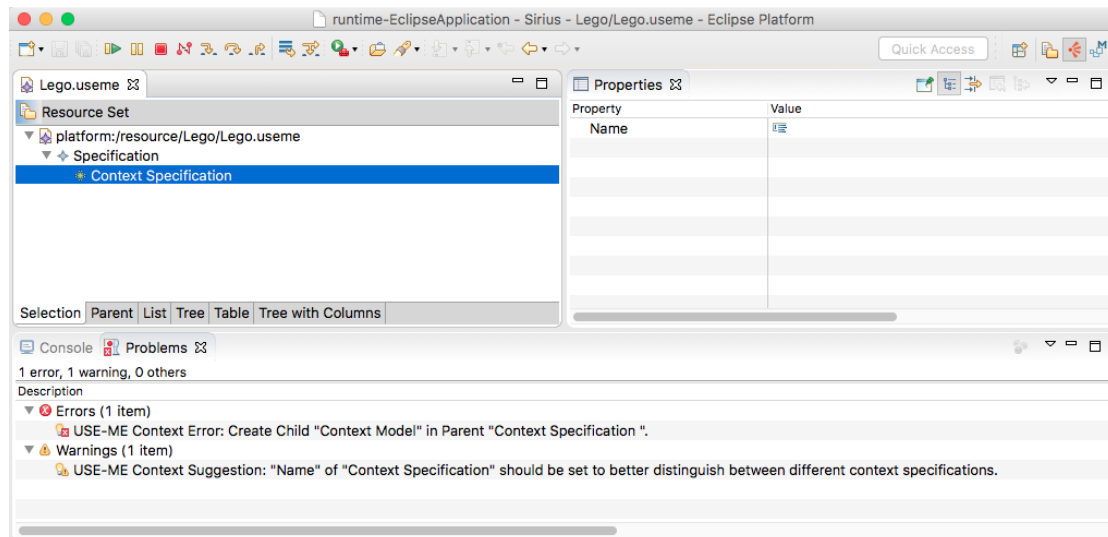 runtime-EclipseApplication - Sirius - Lego/Lego.useme - Eclipse Platform
Quick Access
Lego.useme
Resource Set
platform:/resource/Lego/Lego.useme
Specification
Context Specification
Selection Parent List Tree Table Tree with Columns
Properties
Property Value
Name
Console Problems
1 error, 1 warning, 0 others
Description
Errors (1 item)
USE-ME Context Error: Create Child "Context Model" in Parent "Context Specification ".
Warnings (1 item)
USE-ME Context Suggestion: "Name" of "Context Specification" should be set to better distinguish between different context specifications.